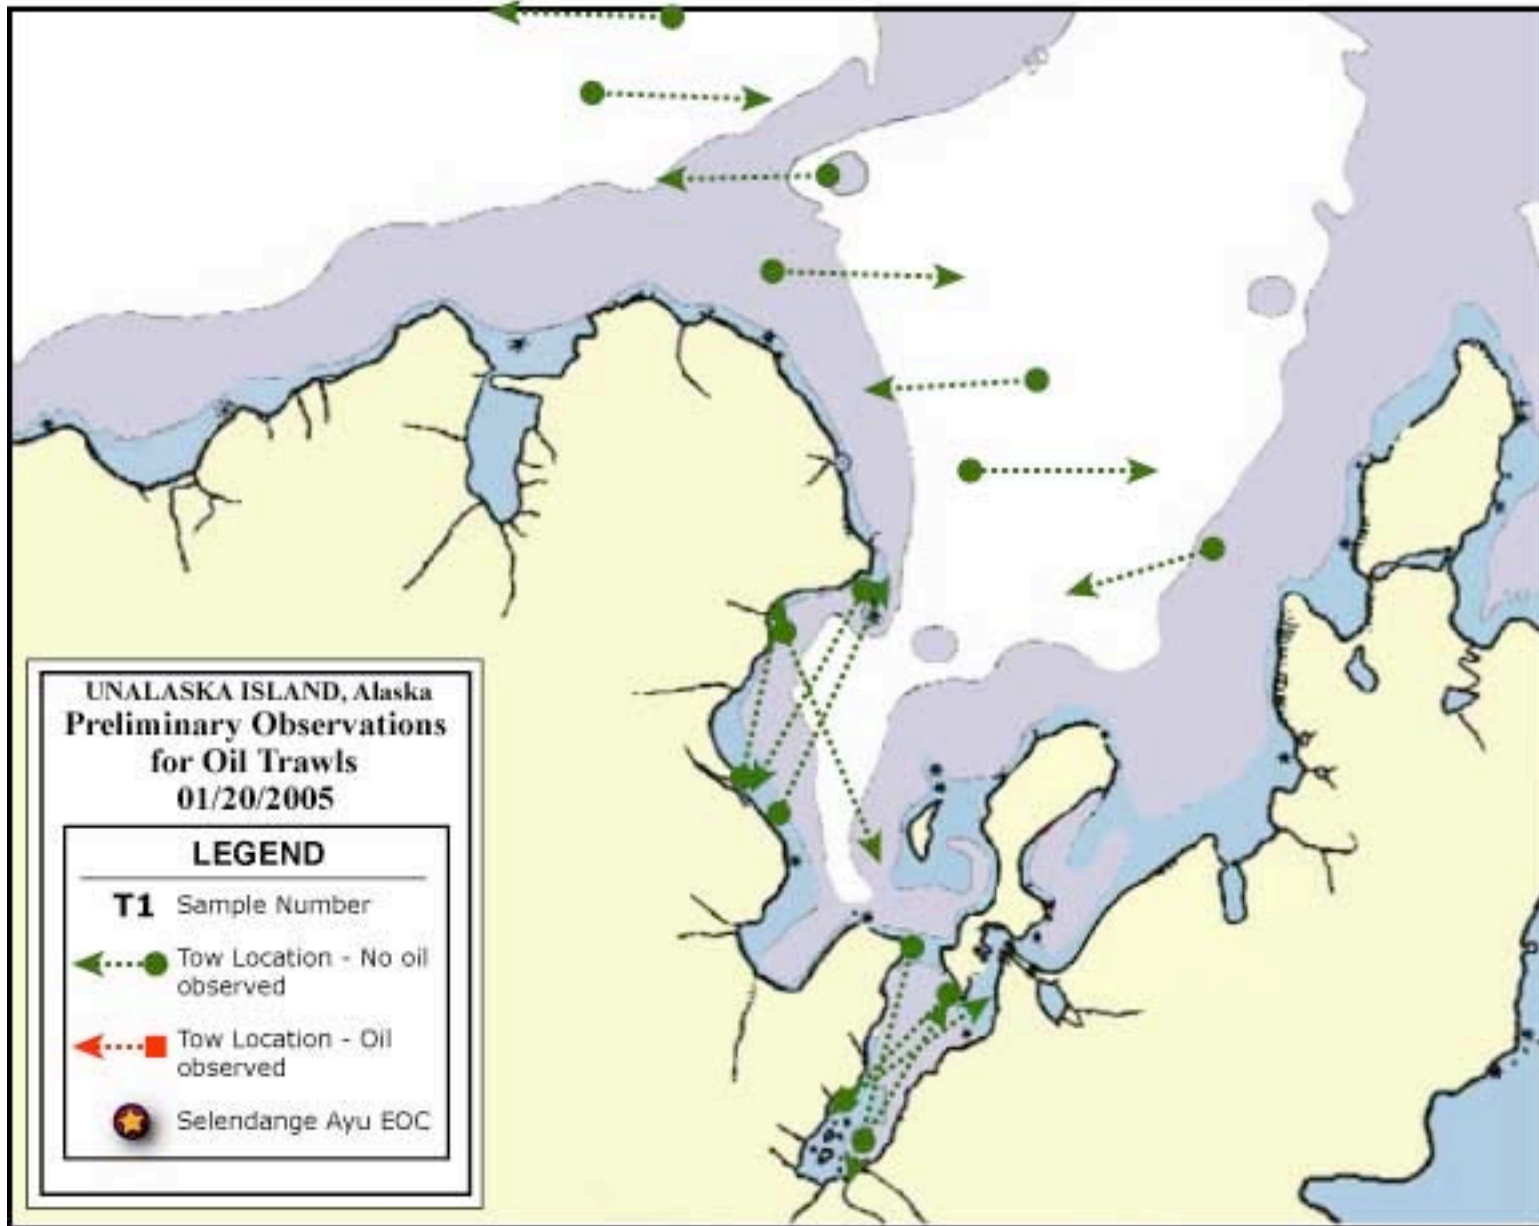 UNALASKA ISLAND, Alaska
Preliminary Observations
for Oil Trawls
01/20/2005
LEGEND
T1 Sample Number
Tow Location - No oil
observed
Tow Location - Oil
observed
Selendange Ayu EOC